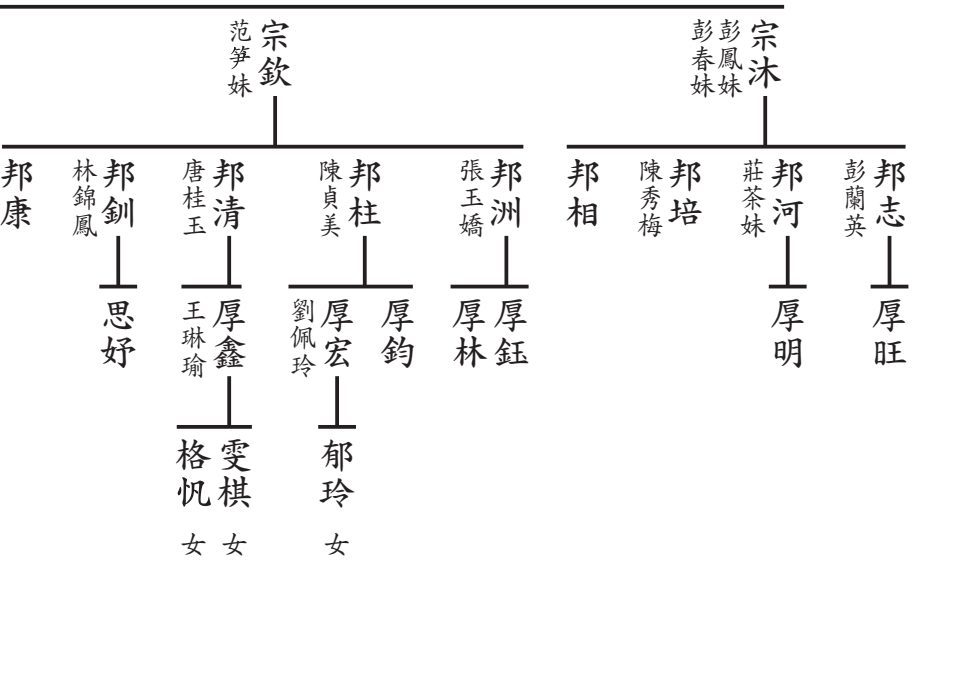 宗沐
彭鳳妹
彭春妹
宗欽
范笋妹
邦志
彭蘭英
邦河
莊茶妹
邦培
陳秀梅
邦相
邦洲
張玉嬌
邦柱
陳貞美
邦清
唐桂玉
邦釧
林錦鳳
邦康
厚旺
厚明
厚鈺
厚林
厚鈞
厚宏
劉佩玲
厚鑫
王琳瑜
思妤
郁玲
女
雯棋
女
格帆
女